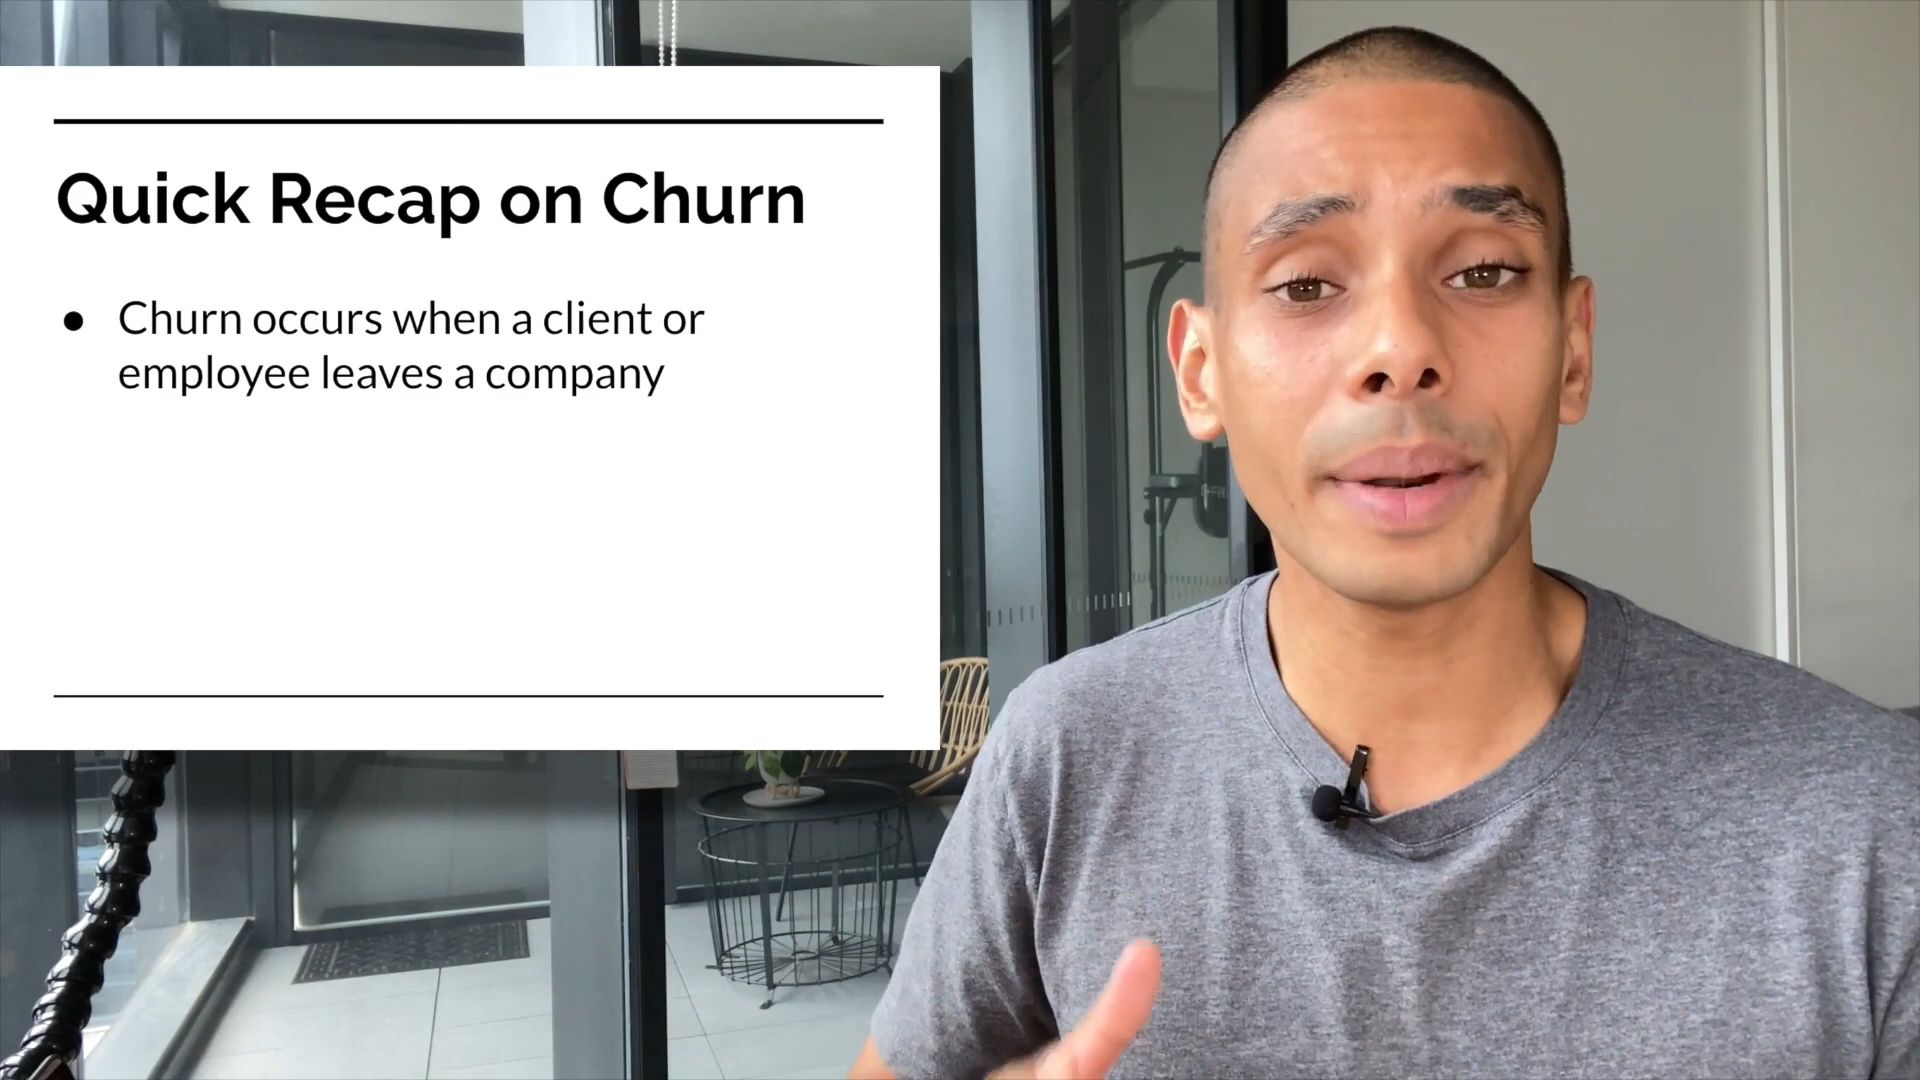 Quick Recap on Churn
● Churn occurs when a client or
employee leaves a company